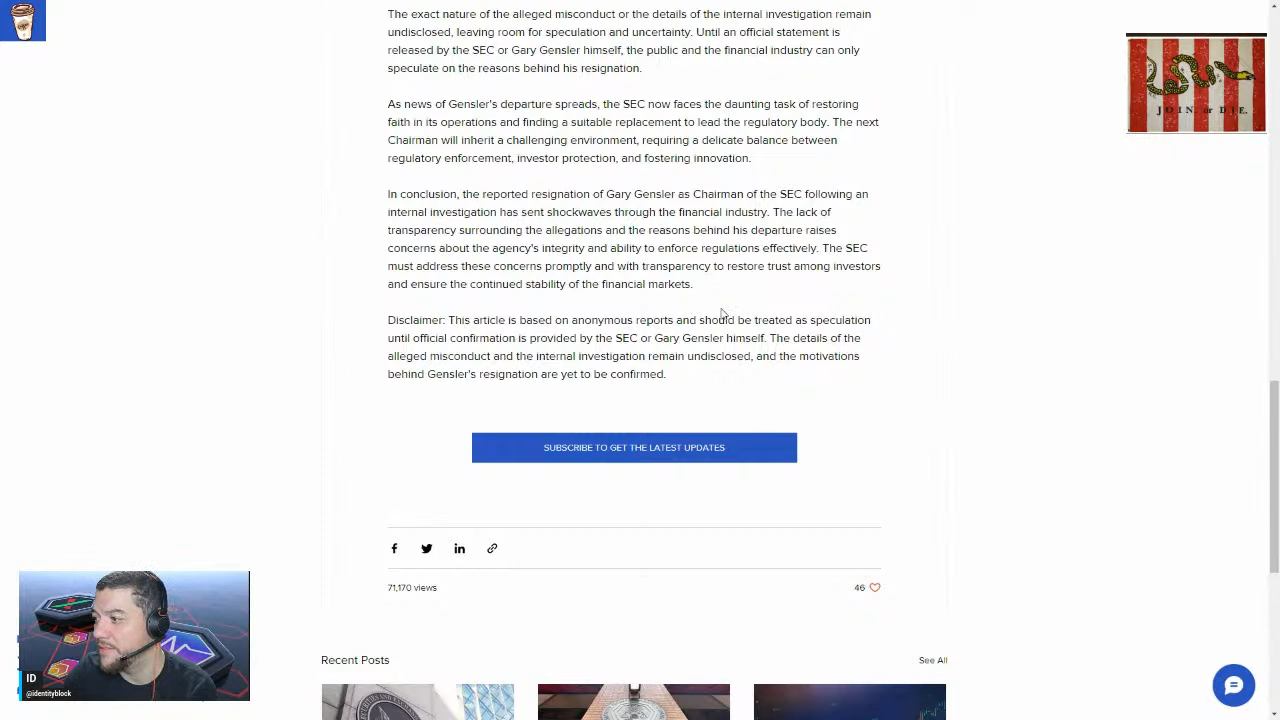 The exact nature of the alleged misconduct or the details of the internal investigation remain
undisclosed, leaving room for speculation and uncertainty. Until an official statement is
released by the SEC or Gary Gensler himself, the public and the financial industry can only
speculate on the reasons behind his resignation.
As news of Gensler's departure spreads, the SEC now faces the daunting task of restoring
faith in its operations and finding a suitable replacement to lead the regulatory body. The next
Chairman will inherit a challenging environment, requiring a delicate balance between
regulatory enforcement, investor protection, and fostering innovation.
In conclusion, the reported resignation of Gary Gensler as Chairman of the SEC following an
internal investigation has sent shockwaves through the financial industry. The lack of
transparency surrounding the allegations and the reasons behind his departure raises
concerns about the agency's integrity and ability to enforce regulations effectively. The SEC
must address these concerns promptly and with transparency to restore trust among investors
and ensure the continued stability of the financial markets.
Disclaimer: This article is based on anonymous reports and should be treated as speculation
until official confirmation is provided by the SEC or Gary Gensler himself. The details of the
alleged misconduct and the internal investigation remain undisclosed, and the motivations
behind Gensler's resignation are yet to be confirmed.
SUBSCRIBE TO GET THE LATEST UPDATES
71,170 views
46
Recent Posts
See All
JOIN or DIE.
ID
@identityblock